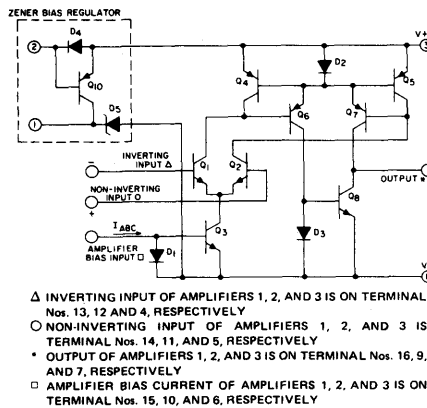 ZENER BIAS REGULATOR
D4
2
Q10
D5
1
V+
D2
Q4
Q5
Q6
Q7
INVERTING
INPUT Δ
−
Q1
Q2
NON-INVERTING
INPUT O
+
OUTPUT *
Q8
IABC
Q3
AMPLIFIER
BIAS INPUT □
D1
D3
V
Δ INVERTING INPUT OF AMPLIFIERS 1, 2, AND 3 IS ON TERMINAL
Nos. 13, 12 AND 4, RESPECTIVELY
O NON-INVERTING INPUT OF AMPLIFIERS 1, 2, AND 3 IS
TERMINAL Nos. 14, 11, AND 5, RESPECTIVELY
* OUTPUT OF AMPLIFIERS 1, 2, AND 3 IS ON TERMINAL Nos. 16, 9,
AND 7, RESPECTIVELY
□ AMPLIFIER BIAS CURRENT OF AMPLIFIERS 1, 2, AND 3 IS ON
TERMINAL Nos. 15, 10, AND 6, RESPECTIVELY